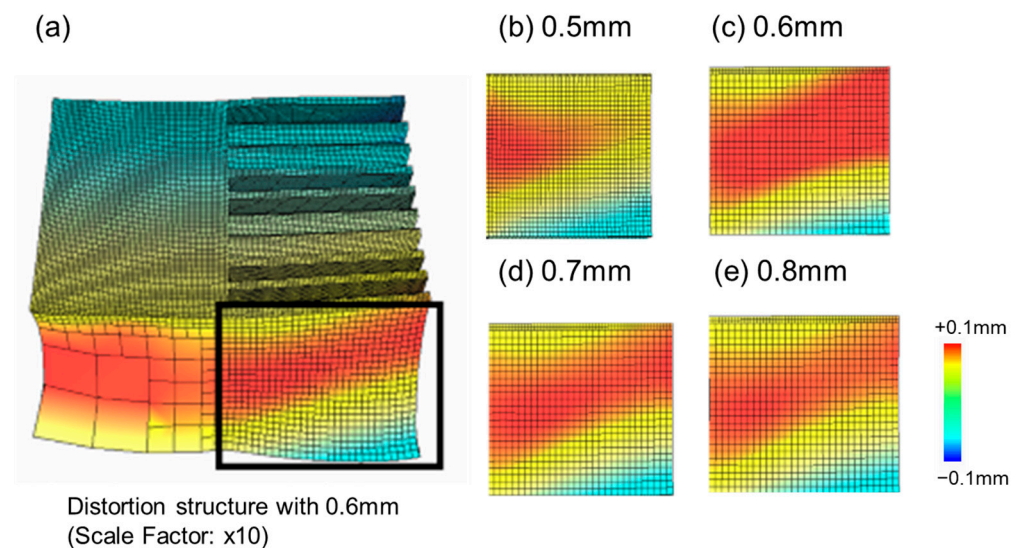 (a)
(b) 0.5mm
(c) 0.6mm
(d) 0.7mm
(e) 0.8mm
+0.1mm
−0.1mm
Distortion structure with 0.6mm
(Scale Factor: x10)